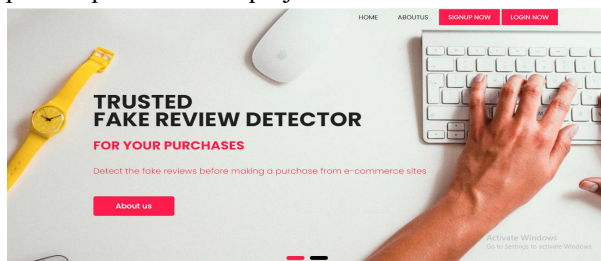 HOME ABOUTUS SIGNUP NOW LOGIN NOW
TRUSTED
FAKE REVIEW DETECTOR
FOR YOUR PURCHASES
Detect the fake reviews before making a purchase from e-commerce sites
About us
Activate Windows
Go to Settings to activate Windows.